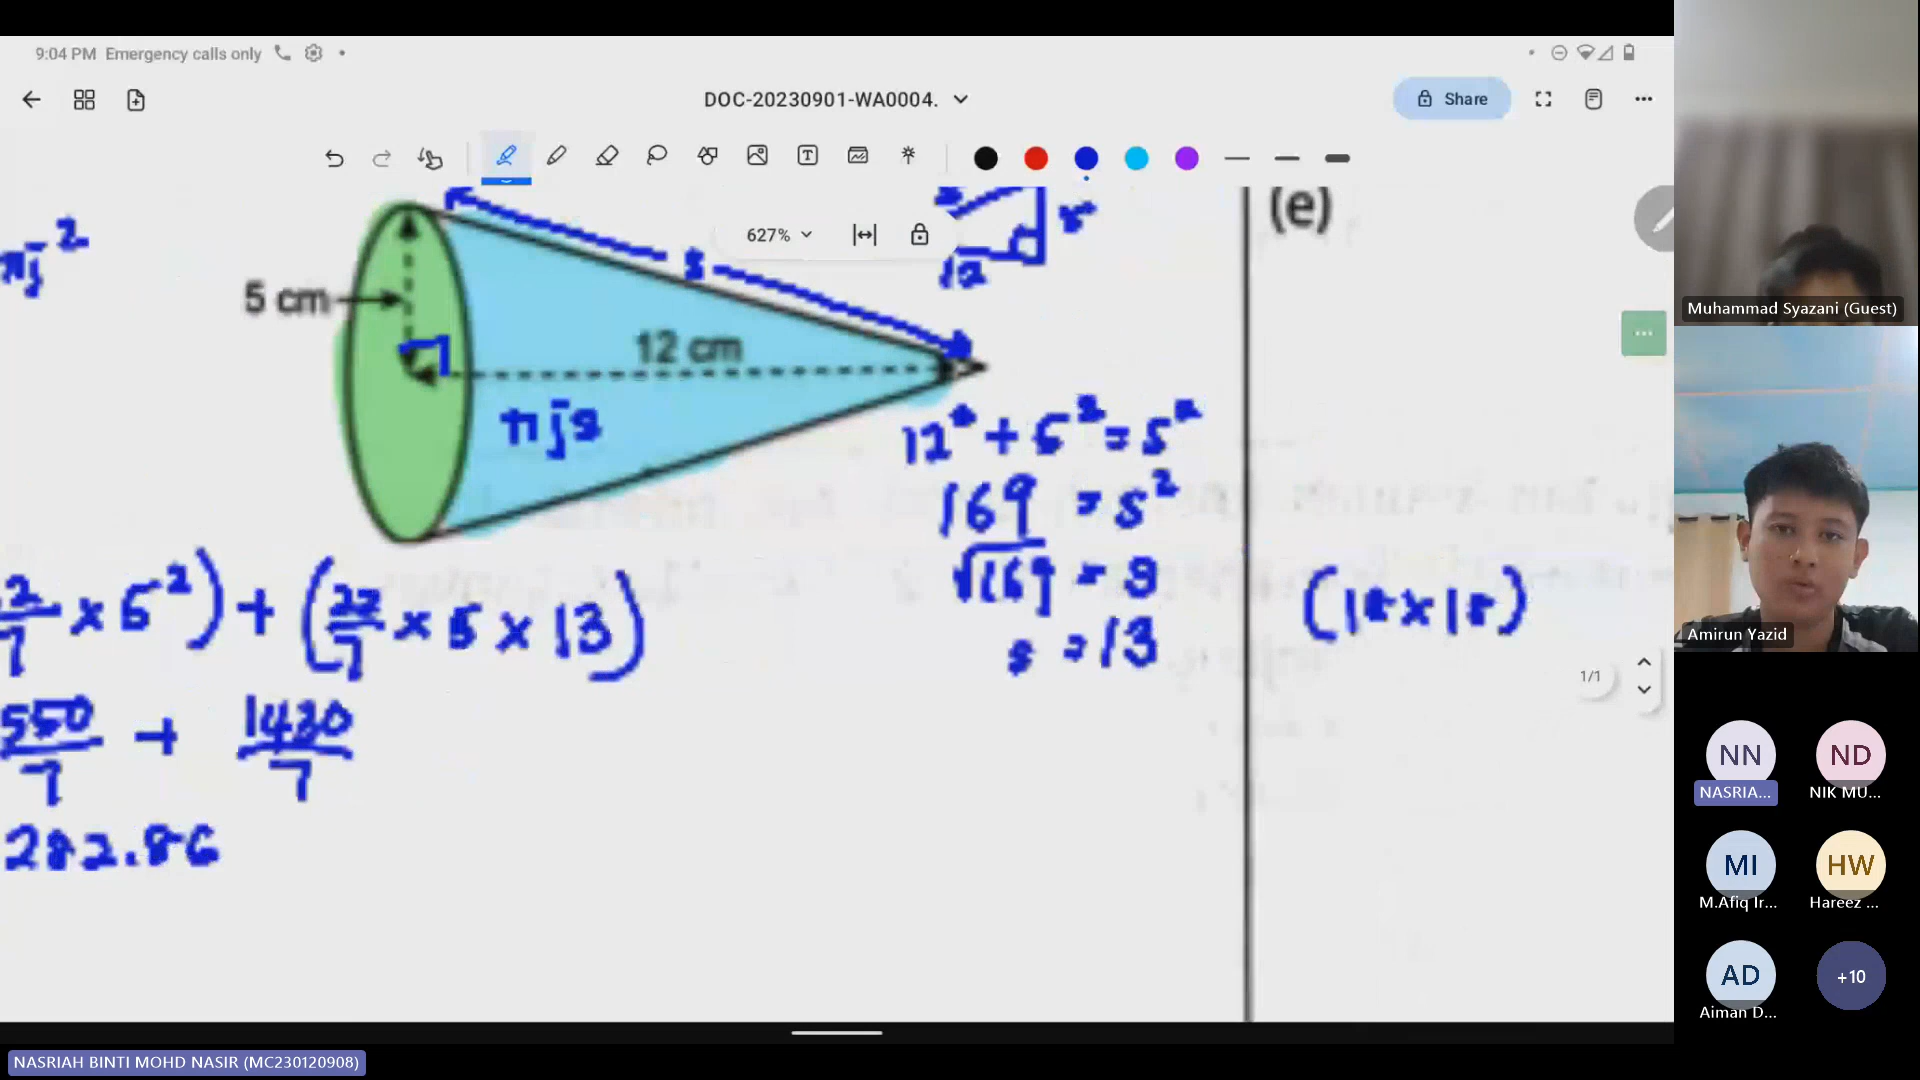 9:04 PM Emergency calls only
DOC-20230901-WA0004.
Share
627%
(e)
πj²
5 cm
s
12 cm
πjs
5
12
12² + 5² = s²
169 = s²
√169 = s
s = 13
× 5²) + (22/7 × 5 × 13)
550/7 + 1430/7
282.86
(18×18)
1/1
Muhammad Syazani (Guest)
Amirun Yazid
NN
NASRIA...
ND
NIK MU...
MI
M.Afiq Ir...
HW
Hareez ...
AD
Aiman D...
+10
NASRIAH BINTI MOHD NASIR (MC230120908)